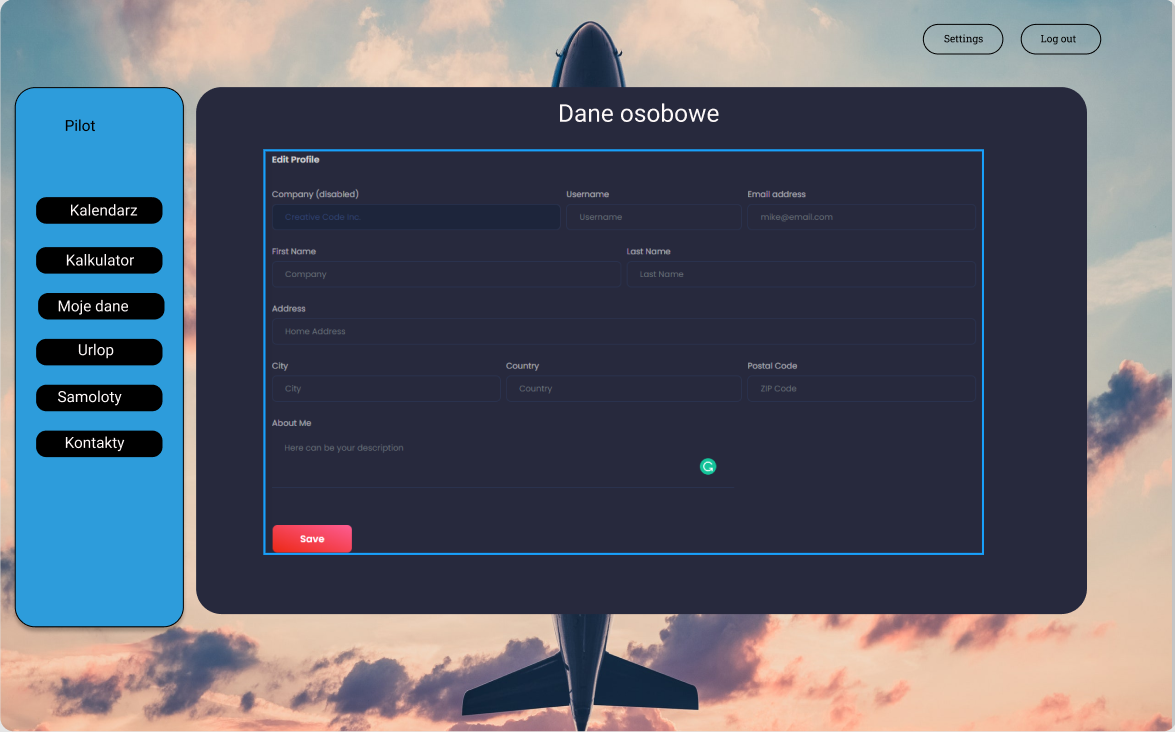 Settings
Log out
Pilot
Kalendarz
Kalkulator
Moje dane
Urlop
Samoloty
Kontakty
Dane osobowe
Edit Profile
Company (disabled)
Username
Email address
Creative Code Inc.
Username
mike@email.com
First Name
Last Name
Company
Last Name
Address
Home Address
City
Country
Postal Code
City
Country
ZIP Code
About Me
Here can be your description
Save